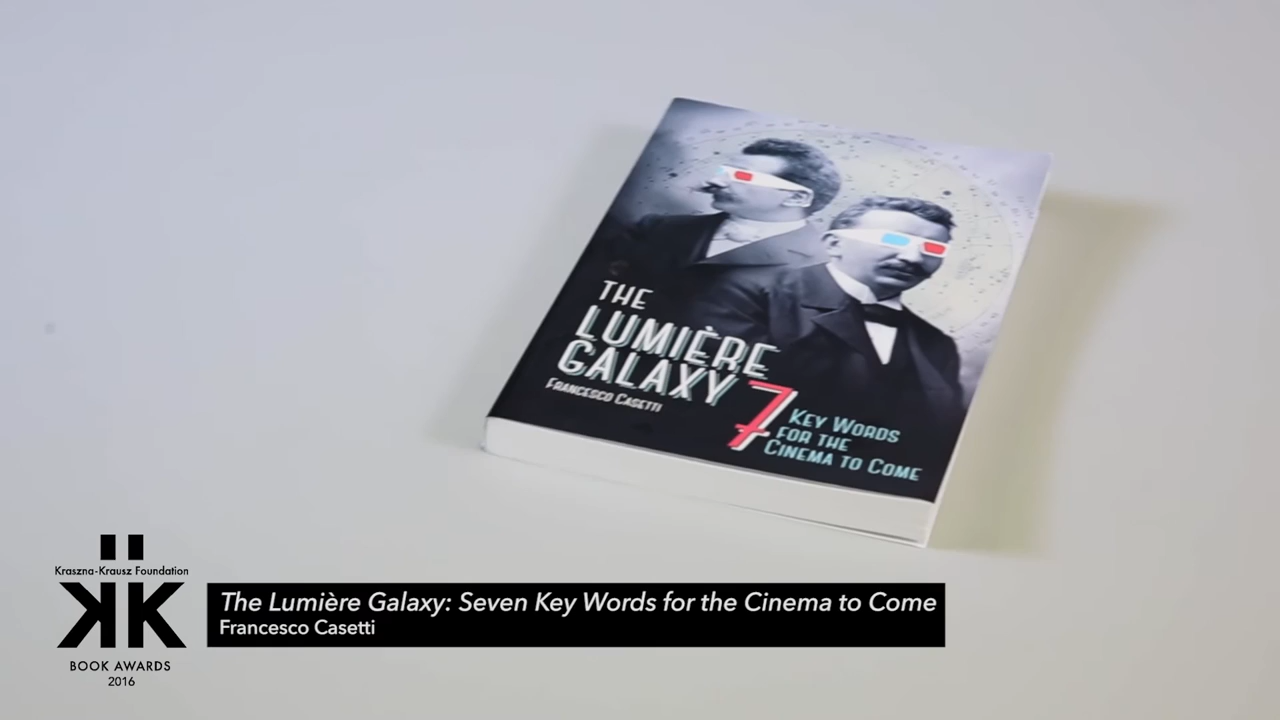 THE
LUMIÈRE
GALAXY
FRANCESCO CASETTI
7
KEY WORDS
FOR THE
CINEMA TO COME
Kraszna-Krausz Foundation
KK
BOOK AWARDS
2016
The Lumière Galaxy: Seven Key Words for the Cinema to Come
Francesco Casetti